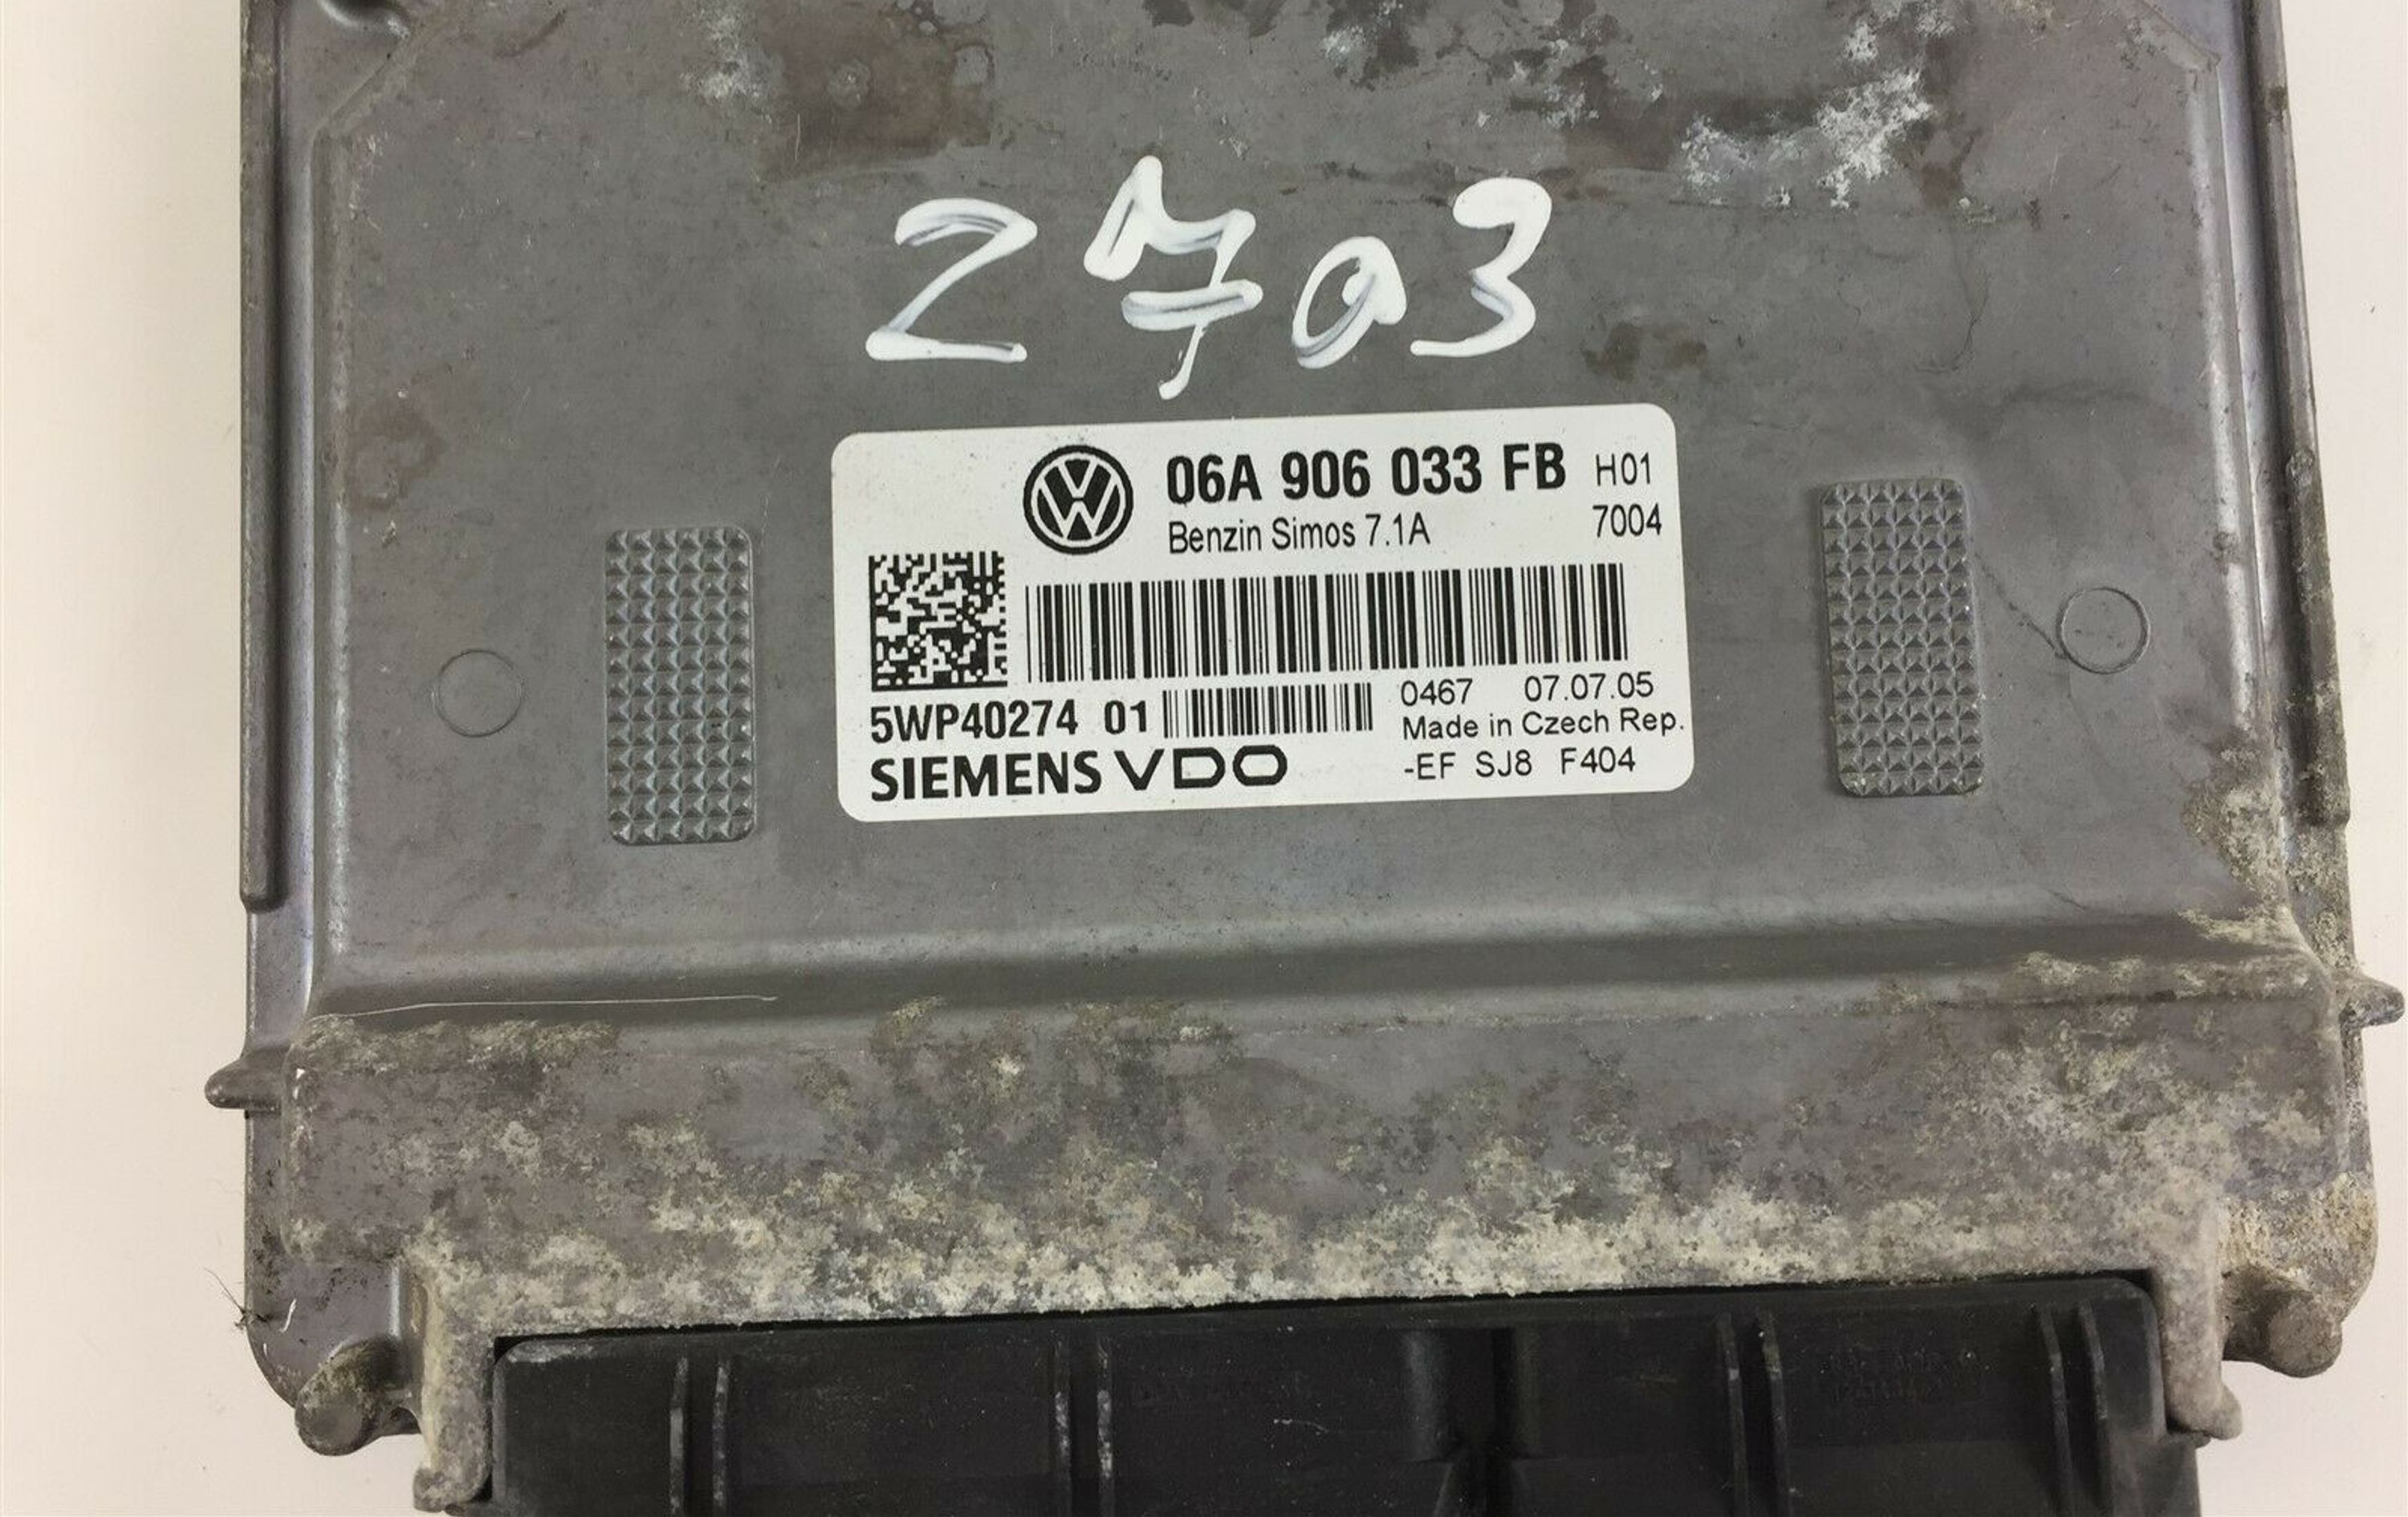 2703
06A 906 033 FB H01
Benzin Simos 7.1A 7004
5WP40274 01 0467 07.07.05
Made in Czech Rep.
SIEMENS VDO -EF SJ8 F404